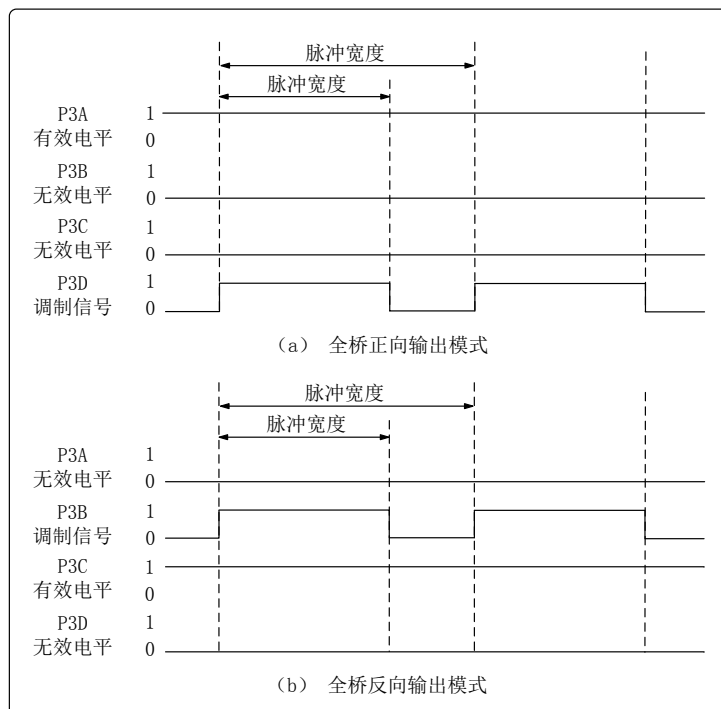 脉冲宽度
脉冲宽度
P3A 1
有效电平 0
P3B 1
无效电平 0
P3C 1
无效电平 0
P3D 1
调制信号 0
（a） 全桥正向输出模式
脉冲宽度
脉冲宽度
P3A 1
无效电平 0
P3B 1
调制信号 0
P3C 1
有效电平 0
P3D 1
无效电平 0
（b） 全桥反向输出模式